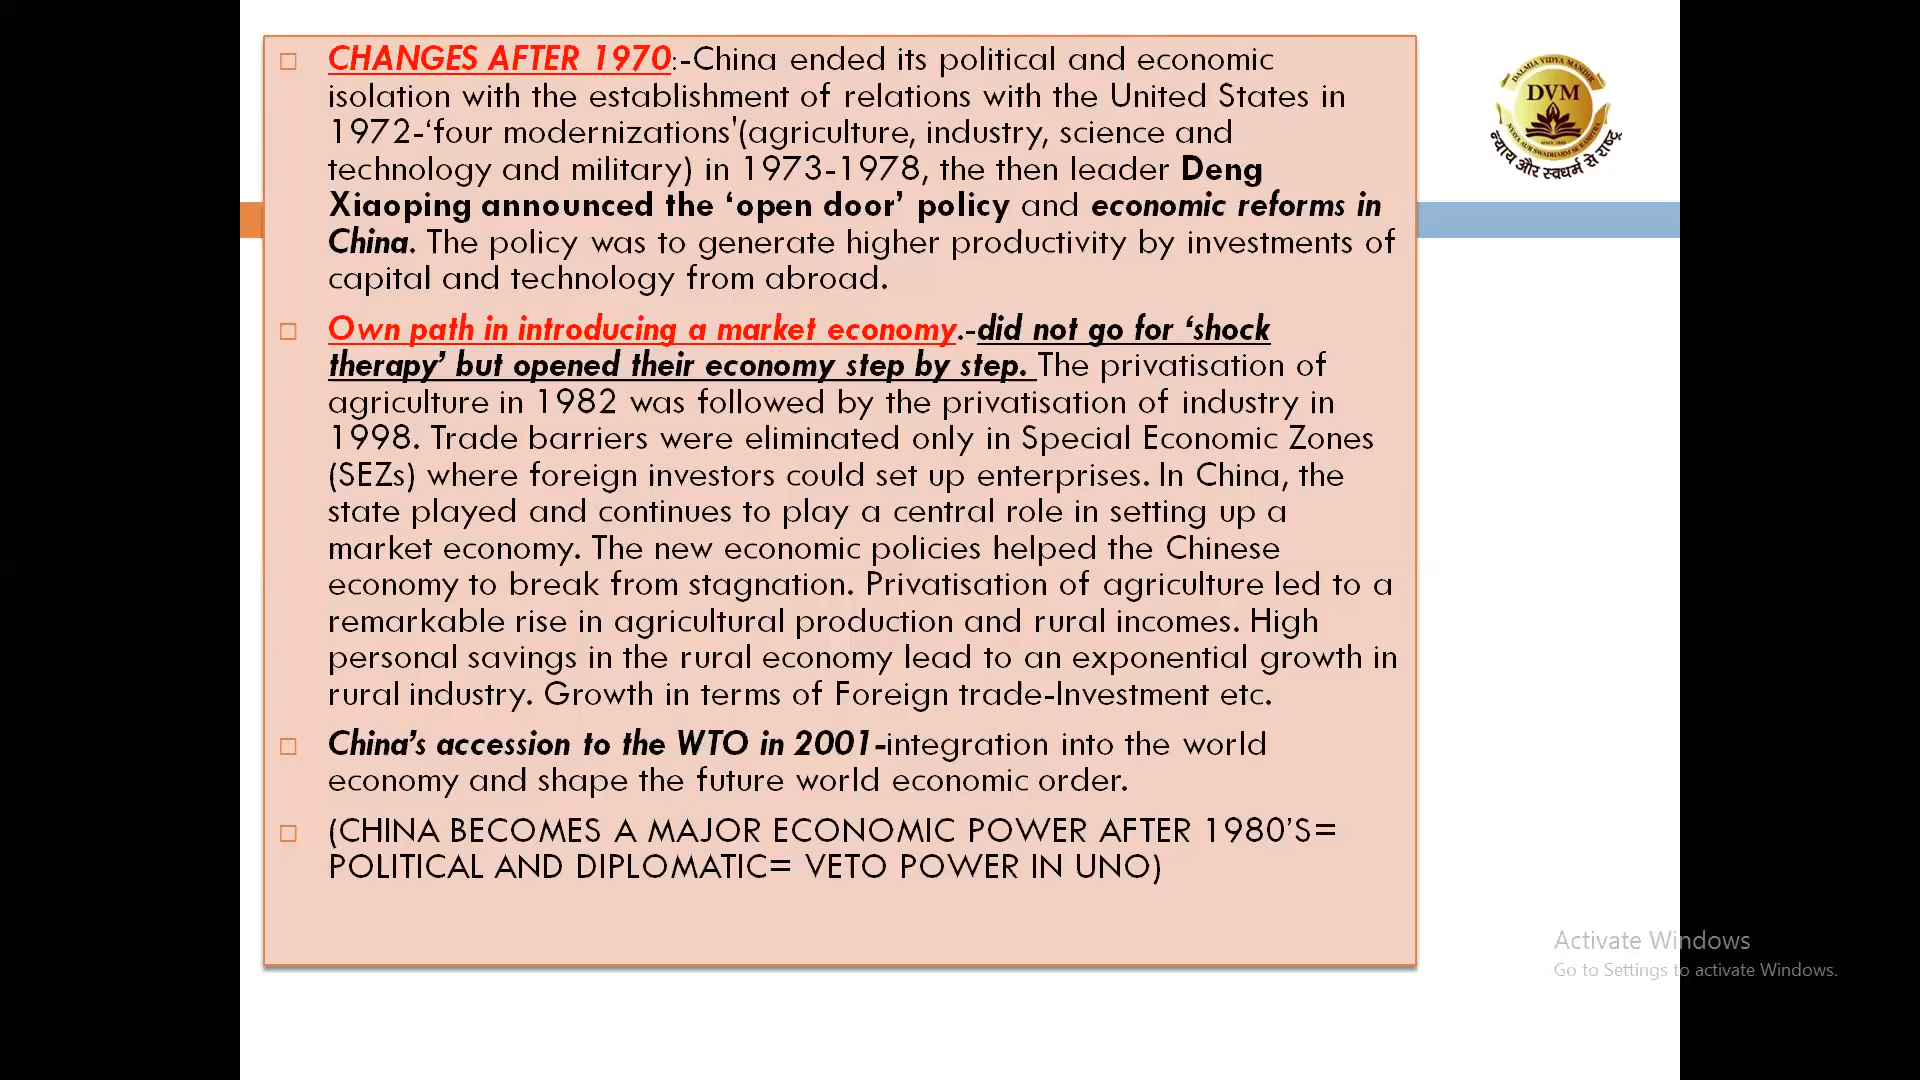 CHANGES AFTER 1970:-China ended its political and economic
isolation with the establishment of relations with the United States in
1972-‘four modernizations'(agriculture, industry, science and
technology and military) in 1973-1978, the then leader Deng
Xiaoping announced the ‘open door’ policy and economic reforms in
China. The policy was to generate higher productivity by investments of
capital and technology from abroad.
Own path in introducing a market economy.-did not go for ‘shock
therapy’ but opened their economy step by step. The privatisation of
agriculture in 1982 was followed by the privatisation of industry in
1998. Trade barriers were eliminated only in Special Economic Zones
(SEZs) where foreign investors could set up enterprises. In China, the
state played and continues to play a central role in setting up a
market economy. The new economic policies helped the Chinese
economy to break from stagnation. Privatisation of agriculture led to a
remarkable rise in agricultural production and rural incomes. High
personal savings in the rural economy lead to an exponential growth in
rural industry. Growth in terms of Foreign trade-Investment etc.
China’s accession to the WTO in 2001-integration into the world
economy and shape the future world economic order.
(CHINA BECOMES A MAJOR ECONOMIC POWER AFTER 1980’S=
POLITICAL AND DIPLOMATIC= VETO POWER IN UNO)
DALMIA VIDYA MANDIR
DVM
न्याय और स्वधर्म से राष्ट्र
Activate Windows
Go to Settings to activate Windows.